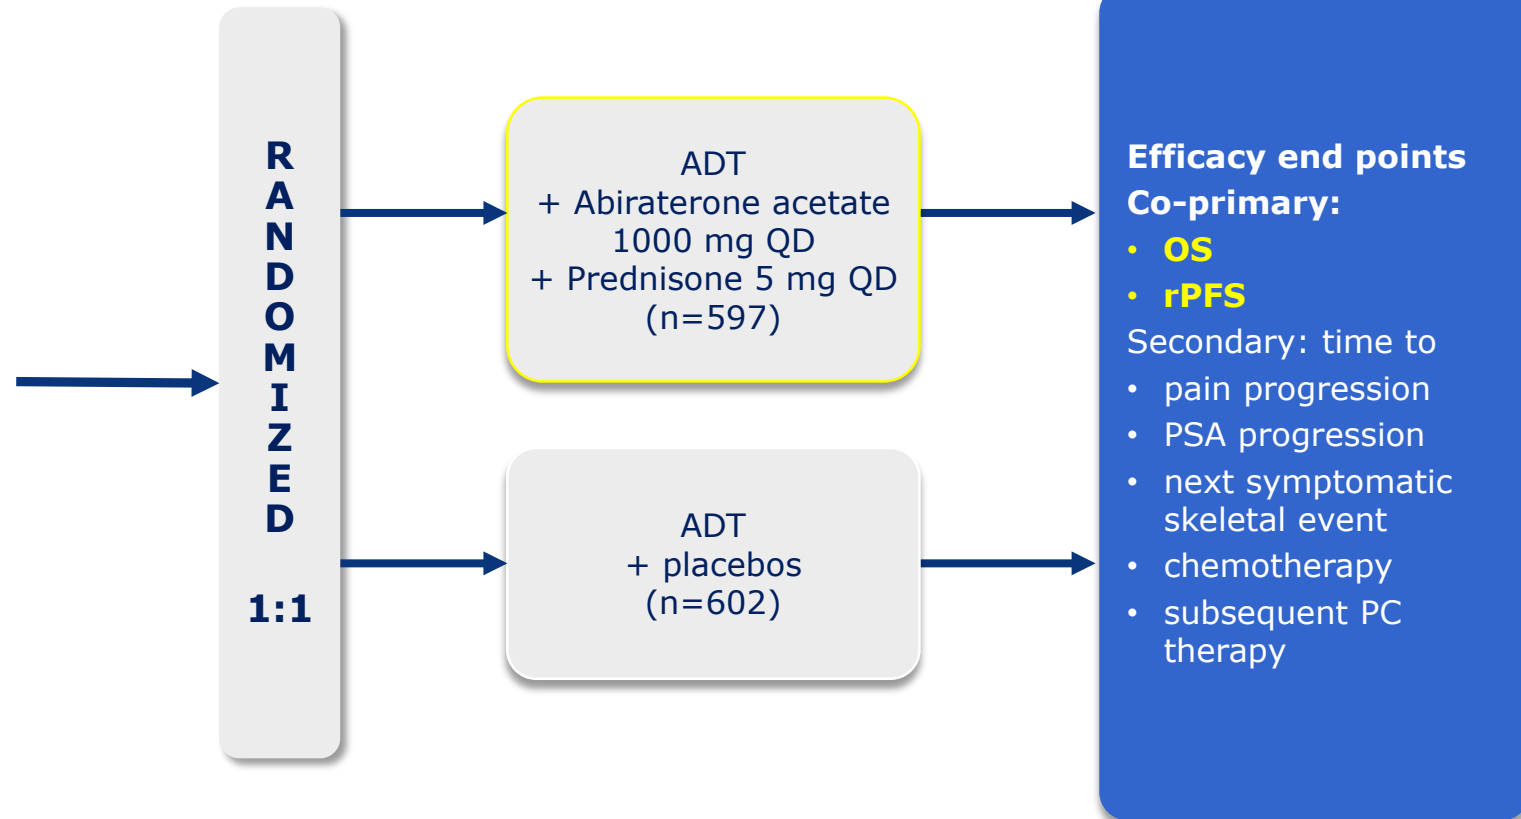 RANDOMIZED
1:1
ADT
+ Abiraterone acetate
1000 mg QD
+ Prednisone 5 mg QD
(n=597)
ADT
+ placebos
(n=602)
Efficacy end points
Co-primary:
• OS
• rPFS
Secondary: time to
• pain progression
• PSA progression
• next symptomatic
skeletal event
• chemotherapy
• subsequent PC
therapy